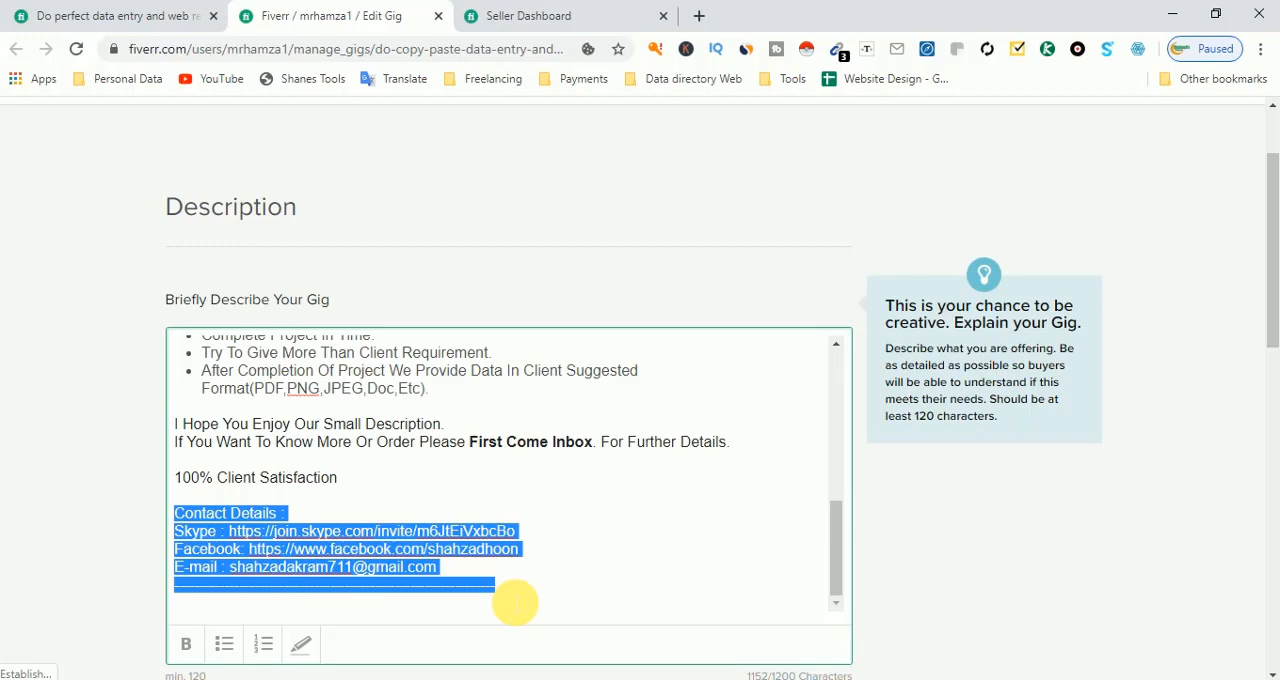 Do perfect data entry and web re
Fiverr / mrhamza1 / Edit Gig
Seller Dashboard
fiverr.com/users/mrhamza1/manage_gigs/do-copy-paste-data-entry-and...
Paused
Apps
Personal Data
YouTube
Shanes Tools
Translate
Freelancing
Payments
Data directory Web
Tools
Website Design - G...
Other bookmarks
Description
Briefly Describe Your Gig
Complete Project In Time.
Try To Give More Than Client Requirement.
After Completion Of Project We Provide Data In Client Suggested
Format(PDF,PNG,JPEG,Doc,Etc).
I Hope You Enjoy Our Small Description.
If You Want To Know More Or Order Please First Come Inbox. For Further Details.
100% Client Satisfaction
Contact Details :
Skype : https://join.skype.com/invite/m6JtEiVxbcBo
Facebook: https://www.facebook.com/shahzadhoon
E-mail : shahzadakram711@gmail.com
This is your chance to be
creative. Explain your Gig.
Describe what you are offering. Be
as detailed as possible so buyers
will be able to understand if this
meets their needs. Should be at
least 120 characters.
B
min. 120
1152/1200 Characters
Establish...